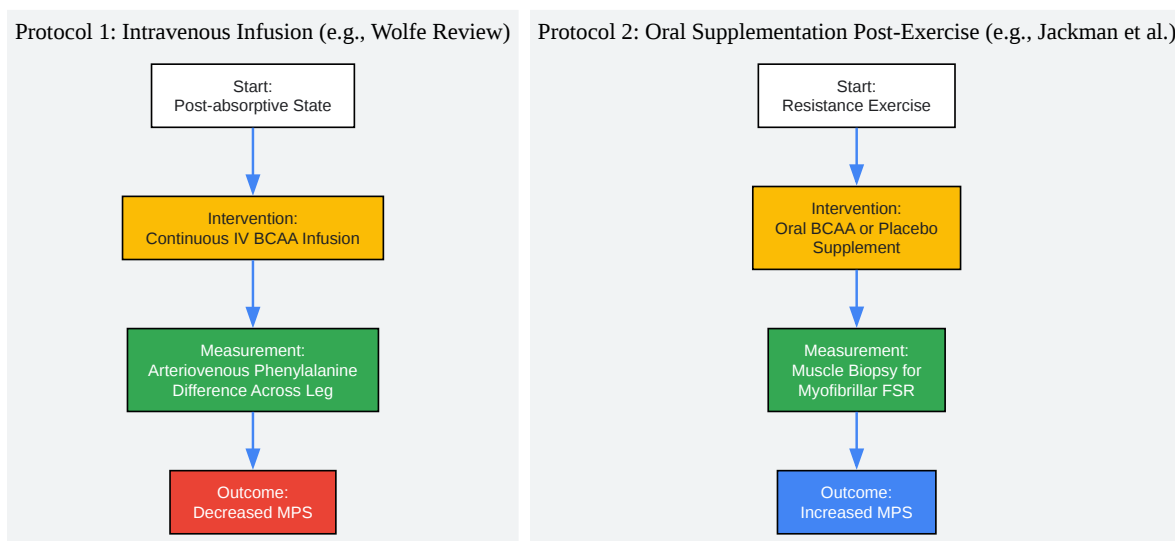 Protocol 1: Intravenous Infusion (e.g., Wolfe Review)
Start:
Post-absorptive State
Intervention:
Continuous IV BCAA Infusion
Measurement:
Arteriovenous Phenylalanine
Difference Across Leg
Outcome:
Decreased MPS
Protocol 2: Oral Supplementation Post-Exercise (e.g., Jackman et al.)
Start:
Resistance Exercise
Intervention:
Oral BCAA or Placebo
Supplement
Measurement:
Muscle Biopsy for
Myofibrillar FSR
Outcome:
Increased MPS